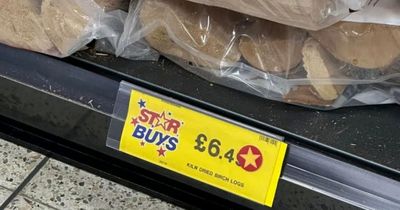 STAR
BUYS
£6.4
KILN DRIED BIRCH LOGS